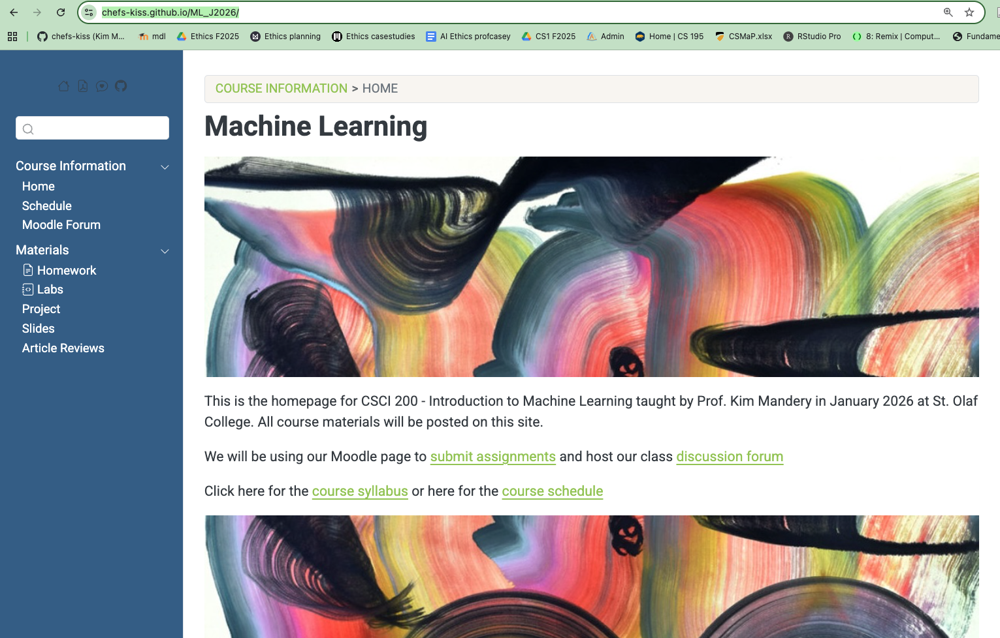 chefs-kiss.github.io/ML_J2026/
chefs-kiss (Kim M... mdl Ethics F2025 Ethics planning Ethics casestudies AI Ethics profcasey CS1 F2025 Admin Home | CS 195 CSMaP.xlsx RStudio Pro 8: Remix | Comput... Fundame
Course Information
Home
Schedule
Moodle Forum
Materials
Homework
Labs
Project
Slides
Article Reviews
COURSE INFORMATION > HOME
Machine Learning
This is the homepage for CSCI 200 - Introduction to Machine Learning taught by Prof. Kim Mandery in January 2026 at St. Olaf
College. All course materials will be posted on this site.
We will be using our Moodle page to submit assignments and host our class discussion forum
Click here for the course syllabus or here for the course schedule